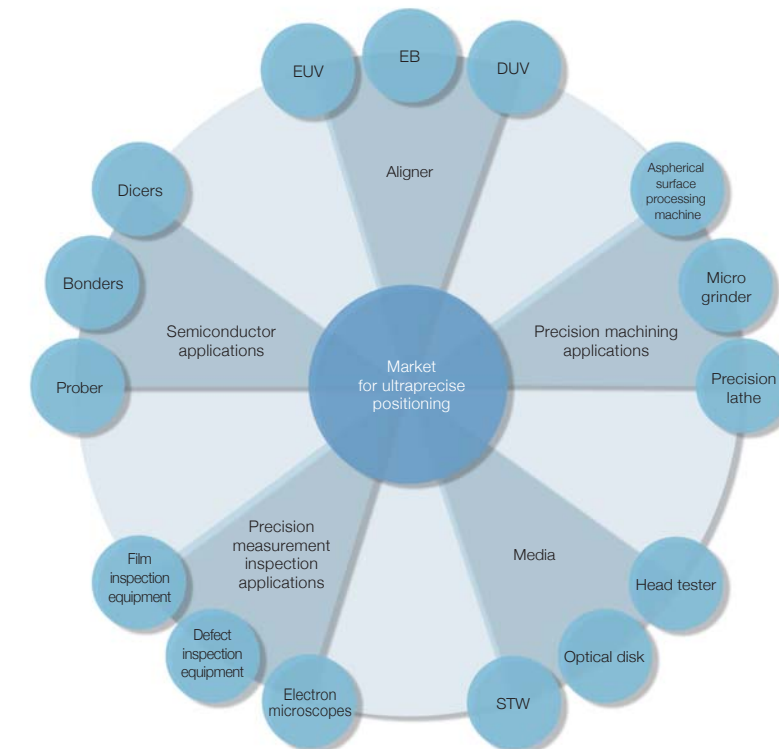 EUV
EB
DUV
Aligner
Aspherical
surface
processing
machine
Micro
grinder
Precision machining
applications
Precision
lathe
Dicers
Bonders
Semiconductor
applications
Prober
Market
for ultraprecise
positioning
Precision
measurement
inspection
applications
Film
inspection
equipment
Defect
inspection
equipment
Electron
microscopes
Media
Head tester
Optical disk
STW